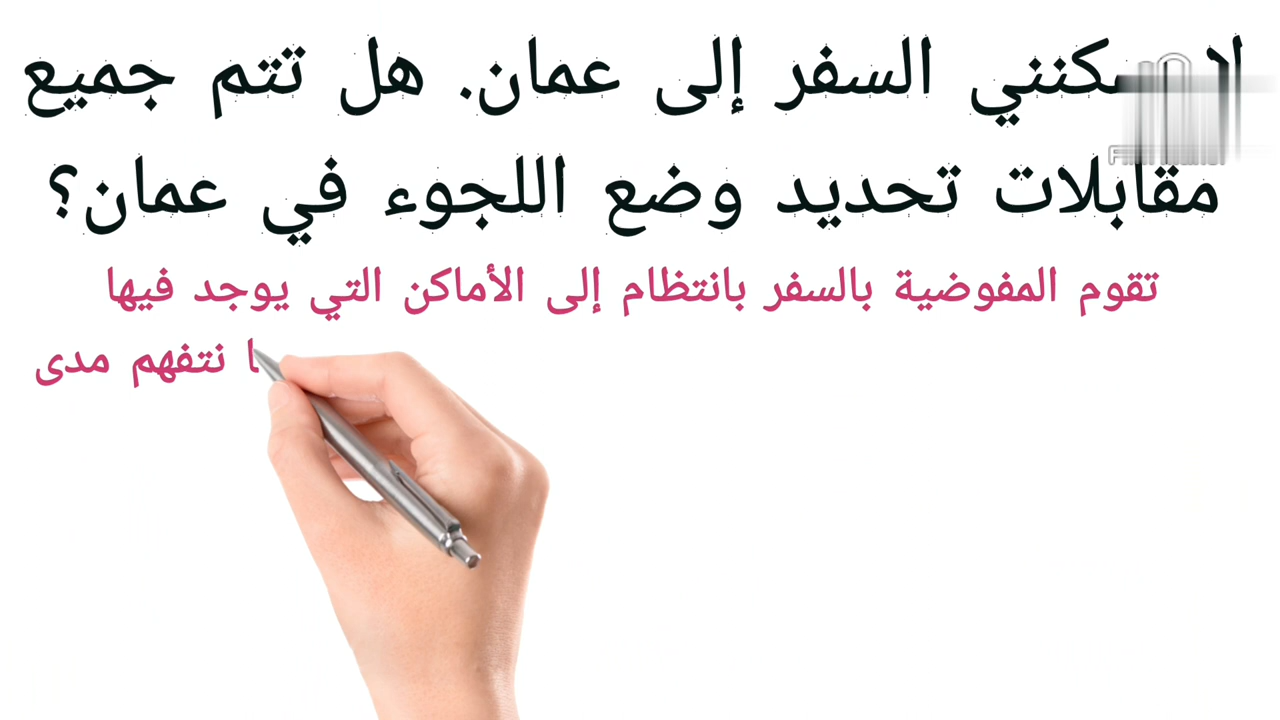 لا يمكنني السفر إلى عمان. هل تتم جميع
مقابلات تحديد وضع اللجوء في عمان؟
تقوم المفوضية بالسفر بانتظام إلى الأماكن التي يوجد فيها
نتفهم مدى